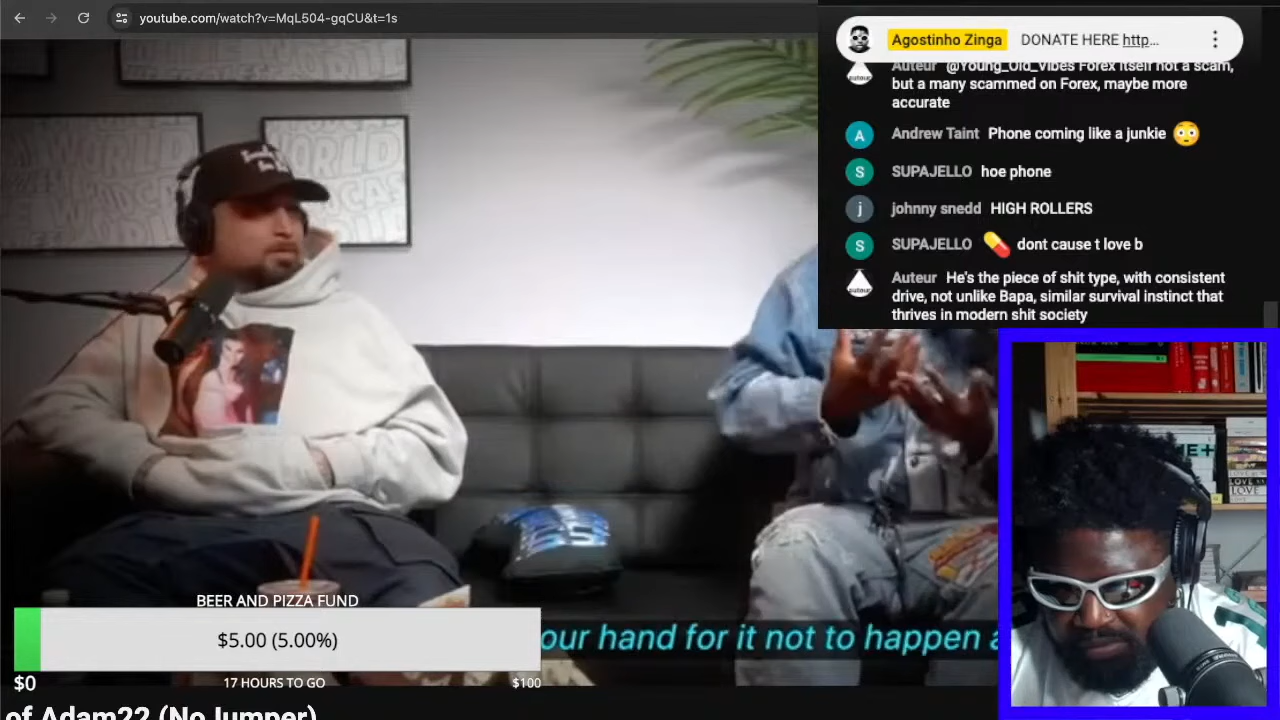 youtube.com/watch?v=MqL504-gqCU&t=1s
Agostinho Zinga DONATE HERE http...
Auteur @Young_Old_Vibes Forex itself not a scam,
but a many scammed on Forex, maybe more
accurate
A Andrew Taint Phone coming like a junkie 😳
S SUPAJELLO hoe phone
j johnny snedd HIGH ROLLERS
S SUPAJELLO 💊 dont cause t love b
Auteur He's the piece of shit type, with consistent
drive, not unlike Bapa, similar survival instinct that
thrives in modern shit society
WORLD
LOVE
BEER AND PIZZA FUND
$5.00 (5.00%)
our hand for it not to happen a
$0 17 HOURS TO GO $100
of Adam22 (No Jumper)